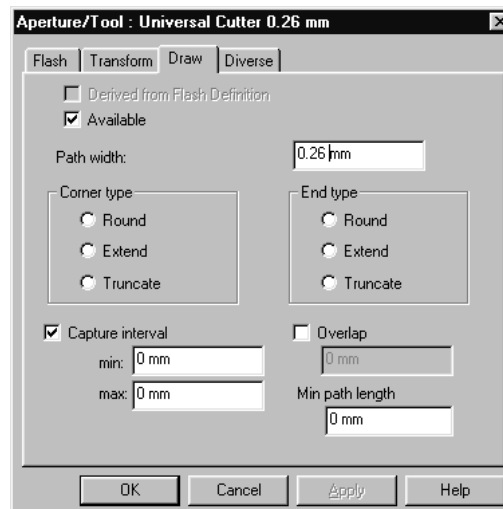 Aperture/Tool : Universal Cutter 0.26 mm
Flash Transform Draw Diverse
Derived from Flash Definition
Available
Path width: 0.26 mm
Corner type End type
Round Round
Extend Extend
Truncate Truncate
Capture interval Overlap
min: 0 mm 0 mm
max: 0 mm Min path length
0 mm
OK Cancel Apply Help